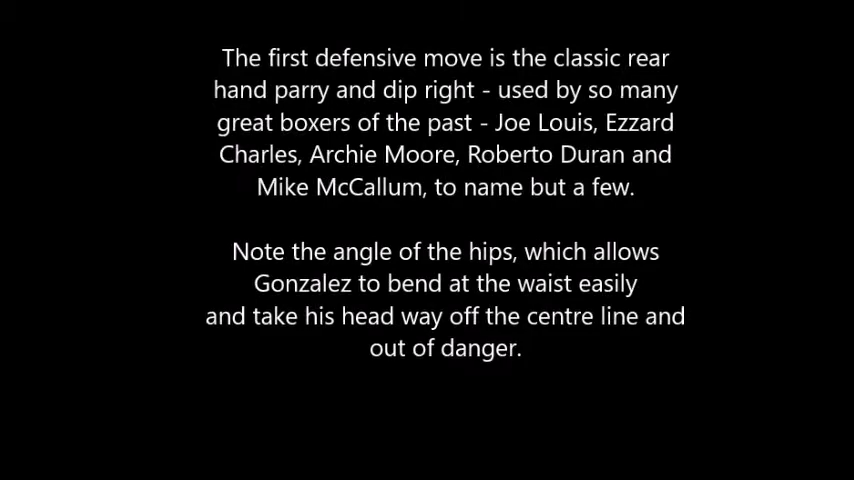 The first defensive move is the classic rear
hand parry and dip right - used by so many
great boxers of the past - Joe Louis, Ezzard
Charles, Archie Moore, Roberto Duran and
Mike McCallum, to name but a few.
Note the angle of the hips, which allows
Gonzalez to bend at the waist easily
and take his head way off the centre line and
out of danger.